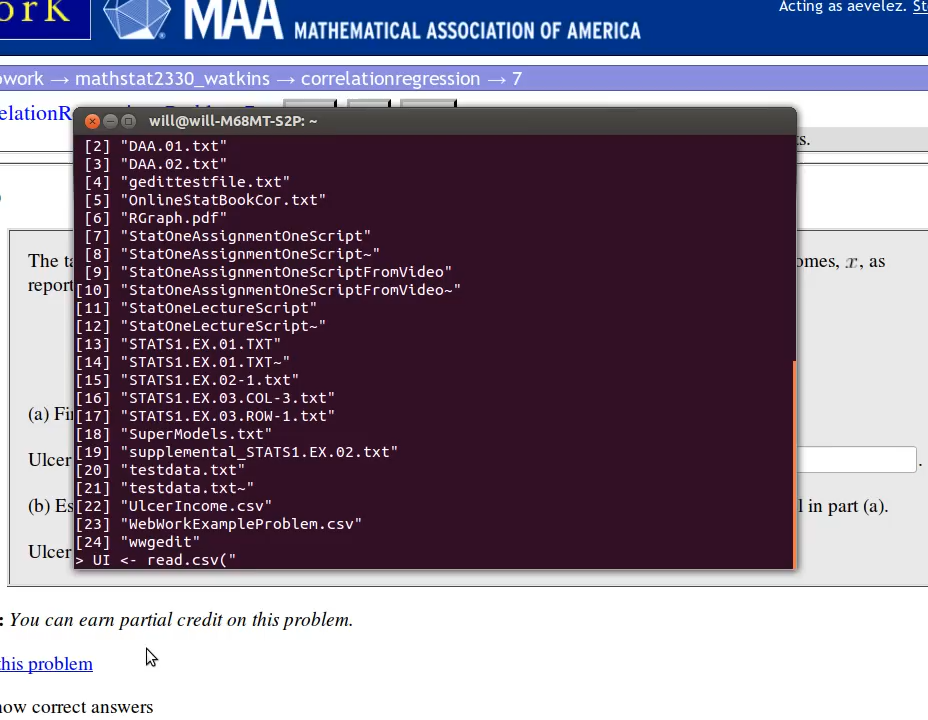 MAA MATHEMATICAL ASSOCIATION OF AMERICA
Acting as aevelez.
→ mathstat2330_watkins → correlationregression → 7
will@will-M68MT-S2P: ~
[2] "DAA.01.txt"
[3] "DAA.02.txt"
[4] "gedittestfile.txt"
[5] "OnlineStatBookCor.txt"
[6] "RGraph.pdf"
[7] "StatOneAssignmentOneScript"
[8] "StatOneAssignmentOneScript~"
[9] "StatOneAssignmentOneScriptFromVideo"
[10] "StatOneAssignmentOneScriptFromVideo~"
[11] "StatOneLectureScript"
[12] "StatOneLectureScript~"
[13] "STATS1.EX.01.TXT"
[14] "STATS1.EX.01.TXT~"
[15] "STATS1.EX.02-1.txt"
[16] "STATS1.EX.03.COL-3.txt"
[17] "STATS1.EX.03.ROW-1.txt"
[18] "SuperModels.txt"
[19] "supplemental_STATS1.EX.02.txt"
[20] "testdata.txt"
[21] "testdata.txt~"
[22] "UlcerIncome.csv"
[23] "WebWorkExampleProblem.csv"
[24] "wwgedit"
> UI <- read.csv("
The
omes, x, as
report
(a)
Ulcer
.
(b)
l in part (a).
Ulcer
: You can earn partial credit on this problem.
this problem
how correct answers